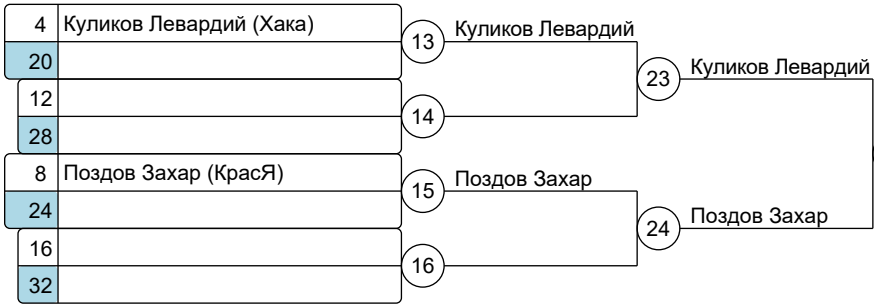 4 Куликов Левардий (Хака)
20
13 Куликов Левардий
23 Куликов Левардий
12
28
14
8 Поздов Захар (КрасЯ)
24
15 Поздов Захар
24 Поздов Захар
16
32
16